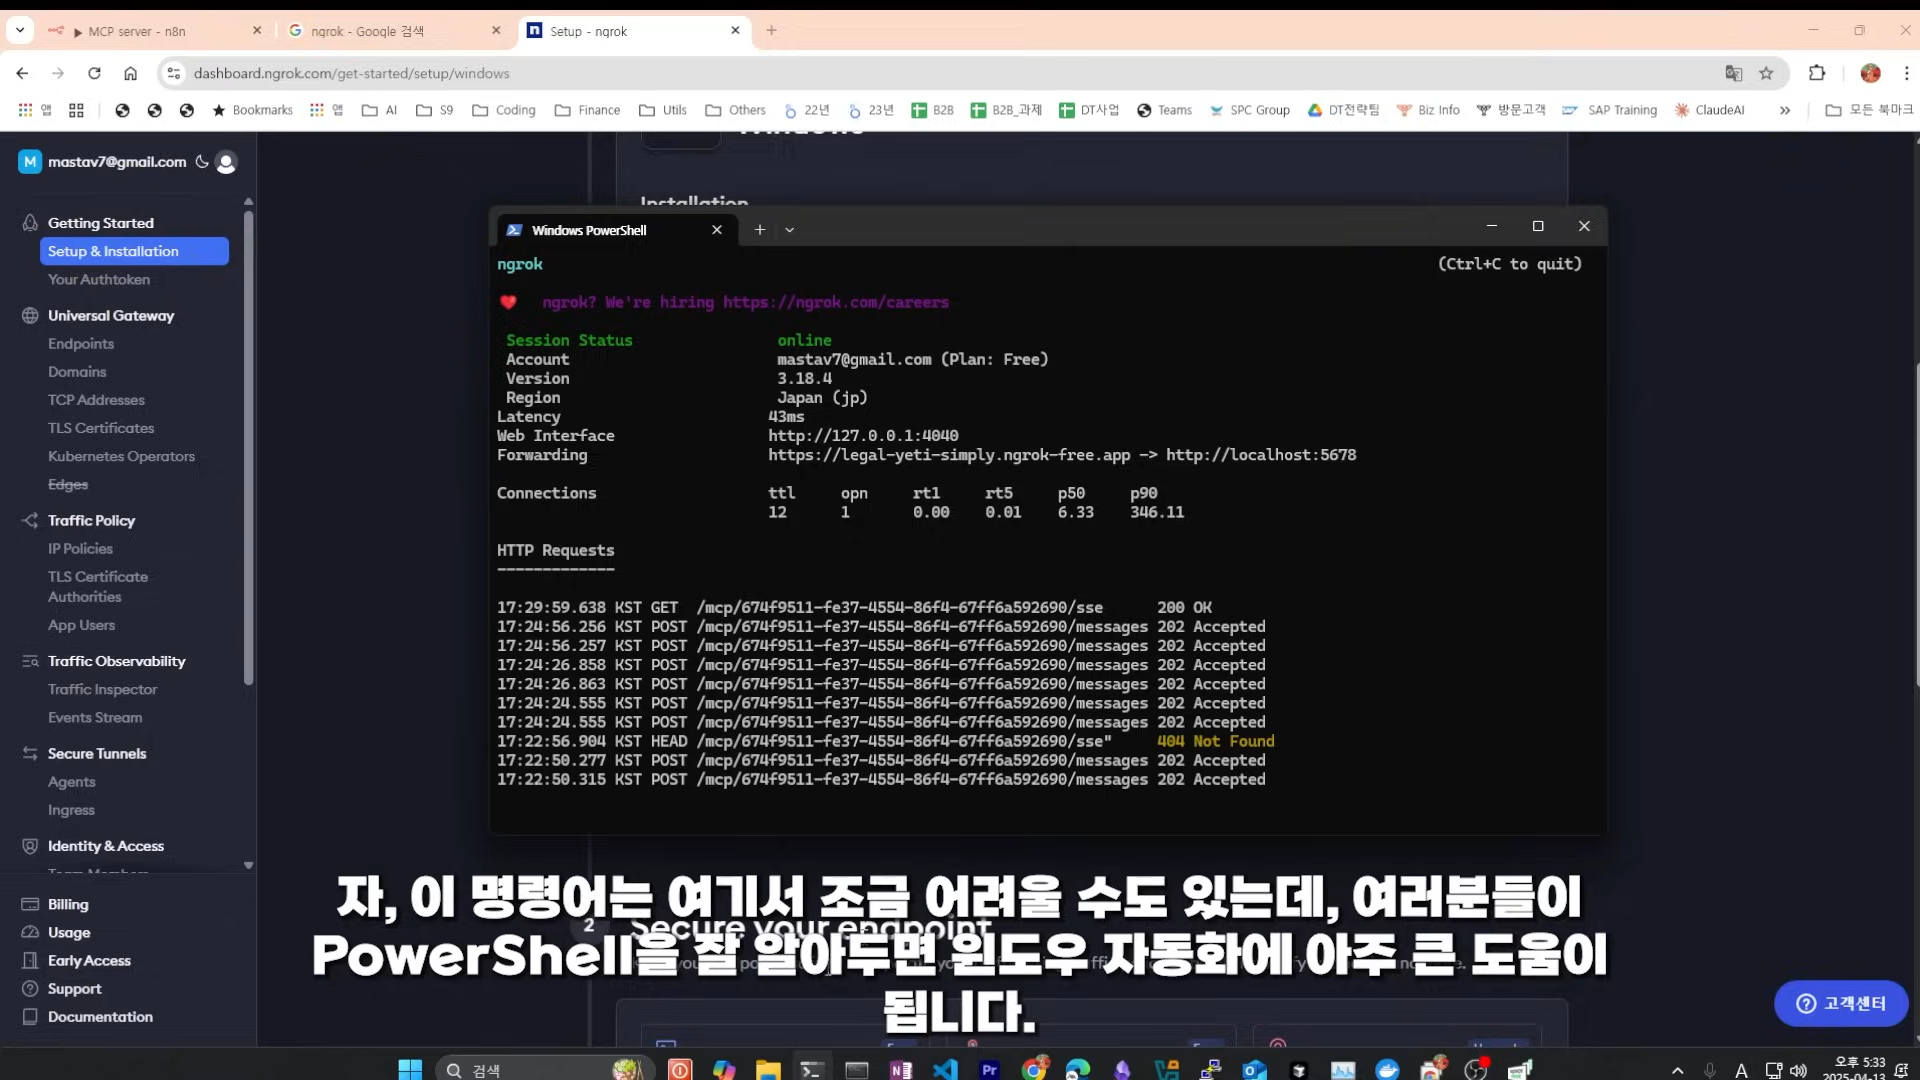 MCP server - n8n
ngrok - Google 검색
Setup - ngrok
dashboard.ngrok.com/get-started/setup/windows
앱
Bookmarks
앱
AI
S9
Coding
Finance
Utils
Others
22년
23년
B2B
B2B_과제
DT사업
Teams
SPC Group
DT전략팀
Biz Info
방문고객
SAP Training
ClaudeAI
모든 북마크
M mastav7@gmail.com
Getting Started
Setup & Installation
Your Authtoken
Universal Gateway
Endpoints
Domains
TCP Addresses
TLS Certificates
Kubernetes Operators
Edges
Traffic Policy
IP Policies
TLS Certificate
Authorities
App Users
Traffic Observability
Traffic Inspector
Events Stream
Secure Tunnels
Agents
Ingress
Identity & Access
Team Members
Billing
Usage
Early Access
Support
Documentation
Windows
Installation
Windows PowerShell
ngrok (Ctrl+C to quit)
ngrok? We're hiring https://ngrok.com/careers
Session Status online
Account mastav7@gmail.com (Plan: Free)
Version 3.18.4
Region Japan (jp)
Latency 43ms
Web Interface http://127.0.0.1:4040
Forwarding https://legal-yeti-simply.ngrok-free.app -> http://localhost:5678
Connections ttl opn rt1 rt5 p50 p90
12 1 0.00 0.01 6.33 346.11
HTTP Requests
-------------
17:29:59.638 KST GET /mcp/674f9511-fe37-4554-86f4-67ff6a592690/sse 200 OK
17:24:56.256 KST POST /mcp/674f9511-fe37-4554-86f4-67ff6a592690/messages 202 Accepted
17:24:56.257 KST POST /mcp/674f9511-fe37-4554-86f4-67ff6a592690/messages 202 Accepted
17:24:26.858 KST POST /mcp/674f9511-fe37-4554-86f4-67ff6a592690/messages 202 Accepted
17:24:26.863 KST POST /mcp/674f9511-fe37-4554-86f4-67ff6a592690/messages 202 Accepted
17:24:24.555 KST POST /mcp/674f9511-fe37-4554-86f4-67ff6a592690/messages 202 Accepted
17:24:24.555 KST POST /mcp/674f9511-fe37-4554-86f4-67ff6a592690/messages 202 Accepted
17:22:56.904 KST HEAD /mcp/674f9511-fe37-4554-86f4-67ff6a592690/sse" 404 Not Found
17:22:50.277 KST POST /mcp/674f9511-fe37-4554-86f4-67ff6a592690/messages 202 Accepted
17:22:50.315 KST POST /mcp/674f9511-fe37-4554-86f4-67ff6a592690/messages 202 Accepted
2 Secure your endpoint
자, 이 명령어는 여기서 조금 어려울 수도 있는데, 여러분들이
PowerShell을 잘 알아두면 윈도우 자동화에 아주 큰 도움이
됩니다.
고객센터
검색
A
오후 5:33
2025-04-13